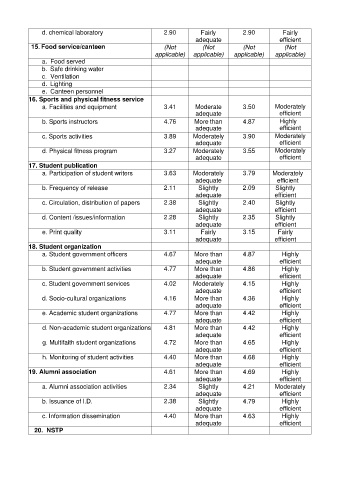 d. chemical laboratory 2.90 Fairly adequate 2.90 Fairly efficient
15. Food service/canteen (Not applicable) (Not applicable) (Not applicable) (Not applicable)
a. Food served
b. Safe drinking water
c. Ventilation
d. Lighting
e. Canteen personnel
16. Sports and physical fitness service
a. Facilities and equipment 3.41 Moderate adequate 3.50 Moderately efficient
b. Sports instructors 4.76 More than adequate 4.87 Highly efficient
c. Sports activities 3.89 Moderately adequate 3.90 Moderately efficient
d. Physical fitness program 3.27 Moderately adequate 3.55 Moderately efficient
17. Student publication
a. Participation of student writers 3.63 Moderately adequate 3.79 Moderately efficient
b. Frequency of release 2.11 Slightly adequate 2.09 Slightly efficient
c. Circulation, distribution of papers 2.38 Slightly adequate 2.40 Slightly efficient
d. Content /issues/information 2.28 Slightly adequate 2.35 Slightly efficient
e. Print quality 3.11 Fairly adequate 3.15 Fairly efficient
18. Student organization
a. Student government officers 4.67 More than adequate 4.87 Highly efficient
b. Student government activities 4.77 More than adequate 4.86 Highly efficient
c. Student government services 4.02 Moderately adequate 4.15 Highly efficient
d. Socio-cultural organizations 4.16 More than adequate 4.36 Highly efficient
e. Academic student organizations 4.77 More than adequate 4.42 Highly efficient
d. Non-academic student organizations 4.81 More than adequate 4.42 Highly efficient
g. Multifaith student organizations 4.72 More than adequate 4.65 Highly efficient
h. Monitoring of student activities 4.40 More than adequate 4.68 Highly efficient
19. Alumni association 4.61 More than adequate 4.69 Highly efficient
a. Alumni association activities 2.34 Slightly adequate 4.21 Moderately efficient
b. Issuance of I.D. 2.38 Slightly adequate 4.79 Highly efficient
c. Information dissemination 4.40 More than adequate 4.63 Highly efficient
20. NSTP